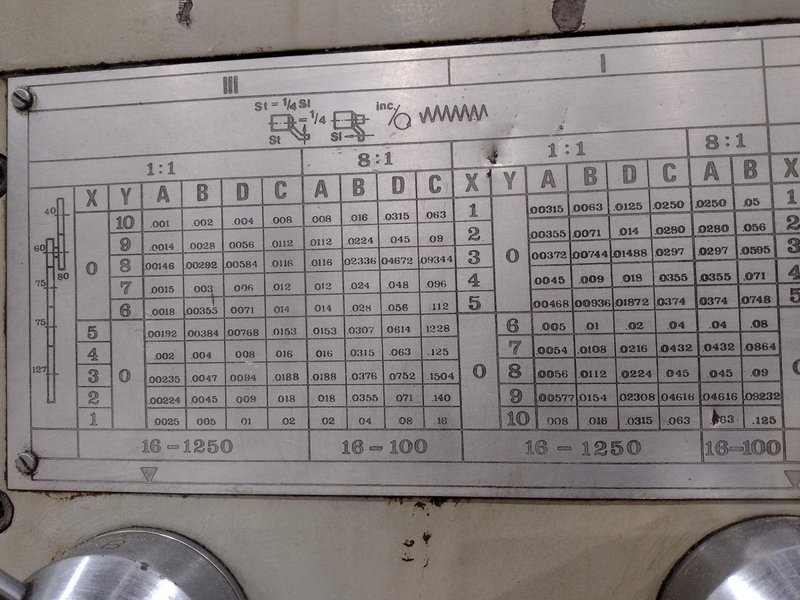 III I
St = 1/4 Sl inc.
= 1/4
St Sl
1:1 8:1 1:1 8:1
X Y A B D C A B D C X Y A B D C A B X
40 10 .001 .002 .004 .008 .008 .016 .0315 .063 1 .00315 .0063 .0125 .0250 .0250 .05 1
9 .0014 .0028 .0056 .0112 .0112 .0224 .045 .09 2 .00355 .0071 .014 .0280 .0280 .056 2
60 80 0 8 .00146 .00292 .00584 .0116 .0116 .02336 .04672 .09344 3 0 .00372 .00744 .01488 .0297 .0297 .0595 3
75 7 .0015 .003 .006 .012 .012 .024 .048 .096 4 .0045 .009 .018 .0355 .0355 .071 4
6 .0018 .00355 .0071 .014 .014 .028 .056 .112 5 .00468 .00936 .01872 .0374 .0374 .0748 5
75 5 .00192 .00384 .00768 .0153 .0153 .0307 .0614 .1228 6 .005 .01 .02 .04 .04 .08
4 .002 .004 .008 .016 .016 .0315 .063 .125 7 .0054 .0108 .0216 .0432 .0432 .0864
127 3 0 .00235 .0047 .0094 .0188 .0188 .0376 .0752 .1504 0 8 .0056 .0112 .0224 .045 .045 .09
2 .00224 .0045 .009 .018 .018 .0355 .071 .140 9 .00577 .0154 .02308 .04616 .04616 .09232
1 .0025 .005 .01 .02 .02 .04 .08 .16 10 .008 .016 .0315 .063 .063 .125
16-1250 16-100 16-1250 16-100